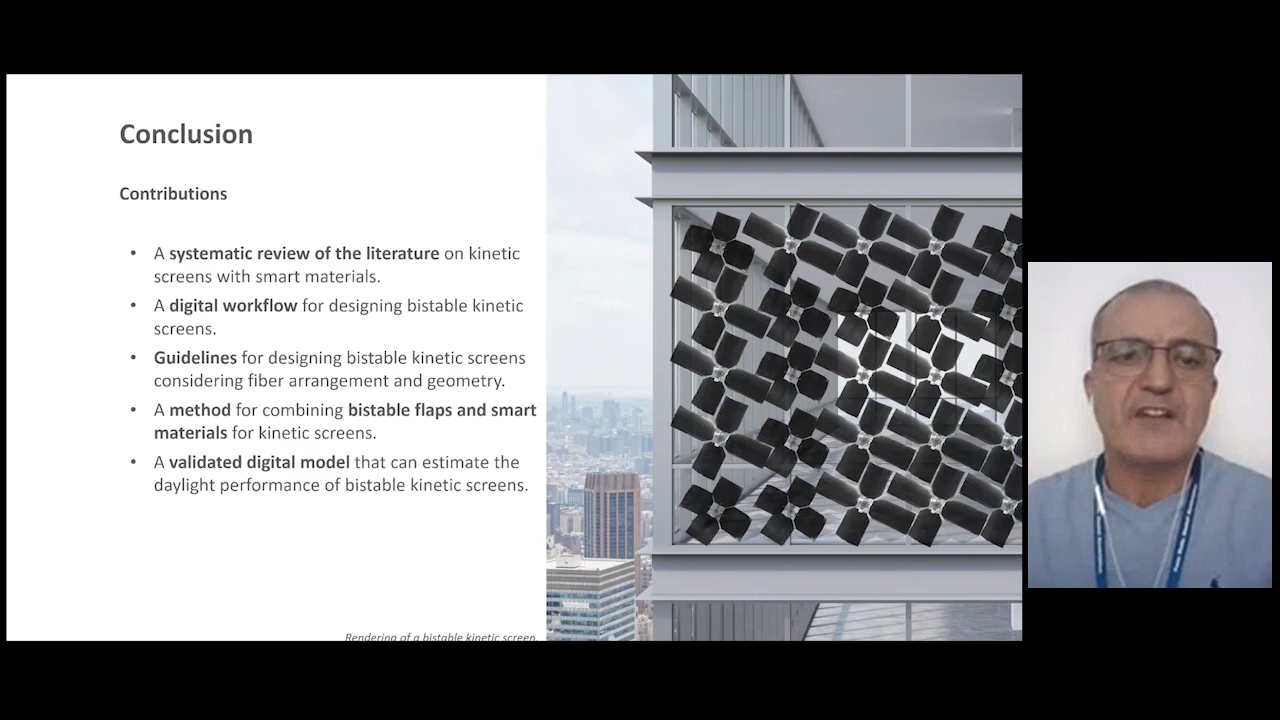 Conclusion
Contributions
• A systematic review of the literature on kinetic
screens with smart materials.
• A digital workflow for designing bistable kinetic
screens.
• Guidelines for designing bistable kinetic screens
considering fiber arrangement and geometry.
• A method for combining bistable flaps and smart
materials for kinetic screens.
• A validated digital model that can estimate the
daylight performance of bistable kinetic screens.
Rendering of a bistable kinetic screen.